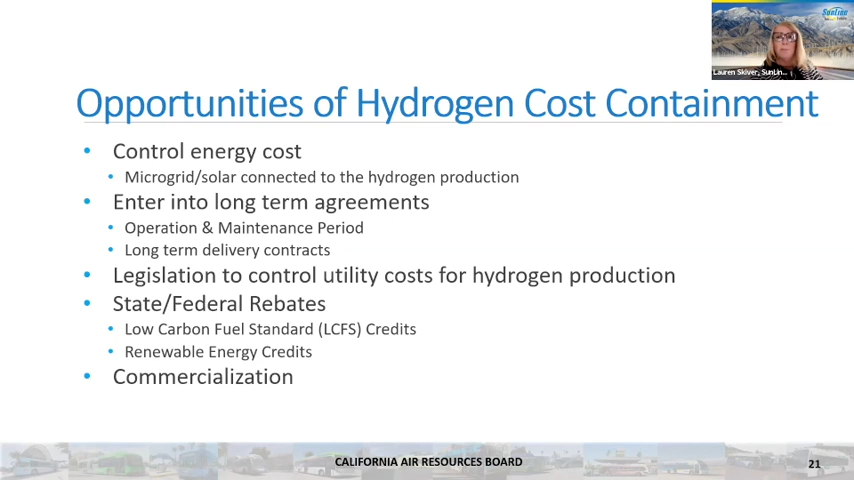 SunLine
Lauren Skiver, SunLin...
Opportunities of Hydrogen Cost Containment
• Control energy cost
• Microgrid/solar connected to the hydrogen production
• Enter into long term agreements
• Operation & Maintenance Period
• Long term delivery contracts
• Legislation to control utility costs for hydrogen production
• State/Federal Rebates
• Low Carbon Fuel Standard (LCFS) Credits
• Renewable Energy Credits
• Commercialization
CALIFORNIA AIR RESOURCES BOARD
21